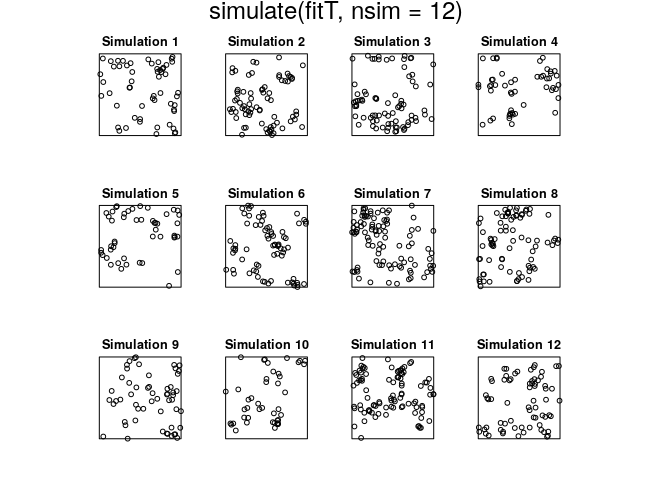 simulate(fitT, nsim = 12)
Simulation 1
Simulation 2
Simulation 3
Simulation 4
Simulation 5
Simulation 6
Simulation 7
Simulation 8
Simulation 9
Simulation 10
Simulation 11
Simulation 12